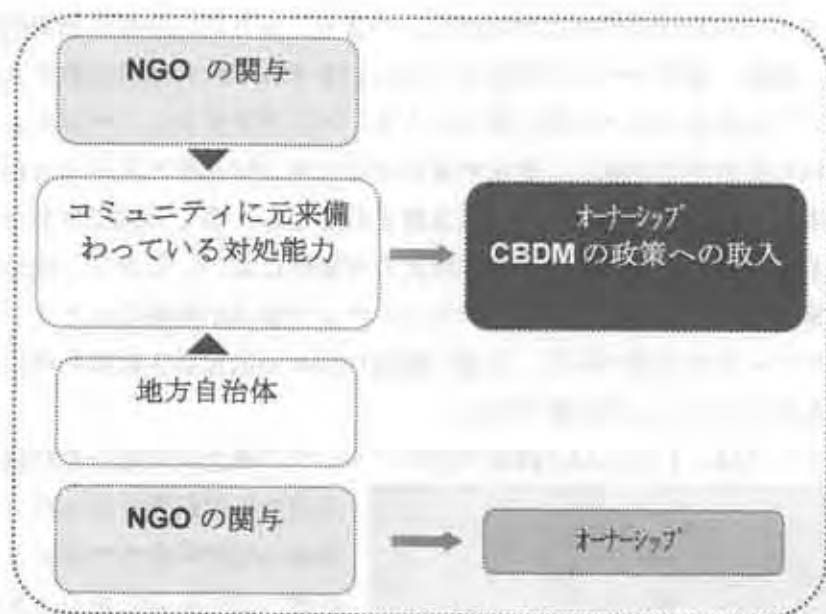 NGO の関与
コミュニティに元来備
わっている対処能力
ｵｰﾅｰｼｯﾌﾟ
CBDM の政策への取入
地方自治体
NGO の関与
ｵｰﾅｰｼｯﾌﾟ